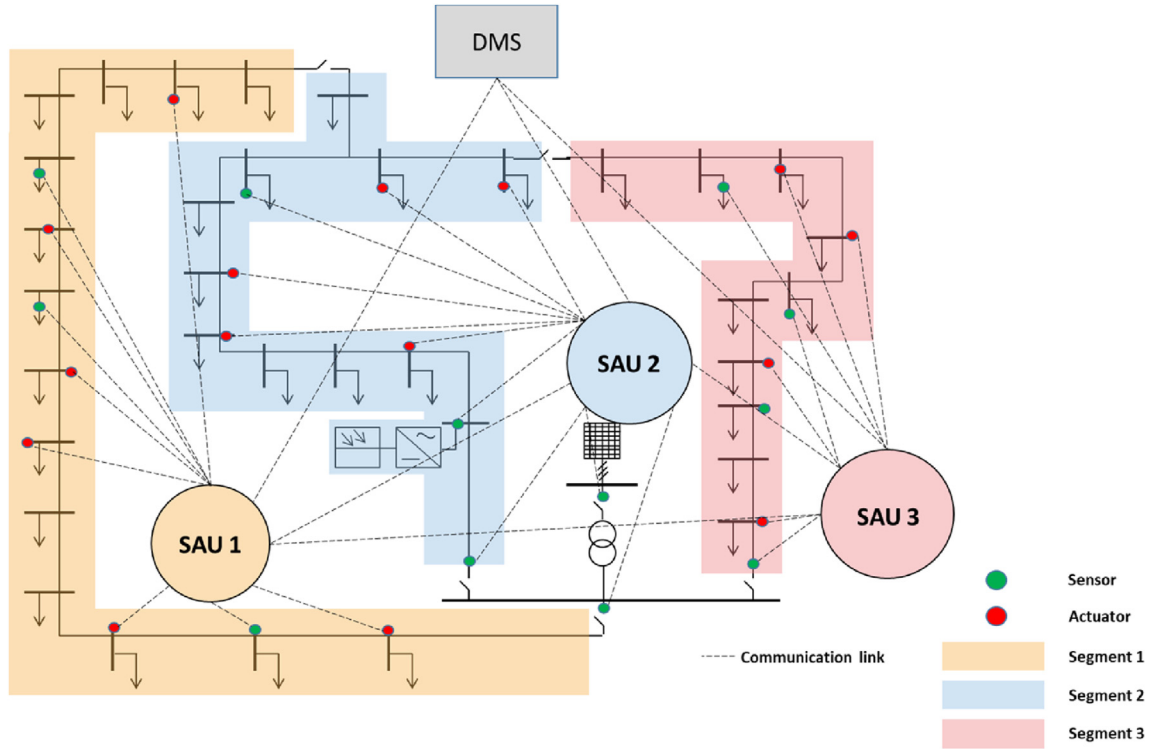 DMS
SAU 2
SAU 1
SAU 3
Sensor
Actuator
Communication link
Segment 1
Segment 2
Segment 3